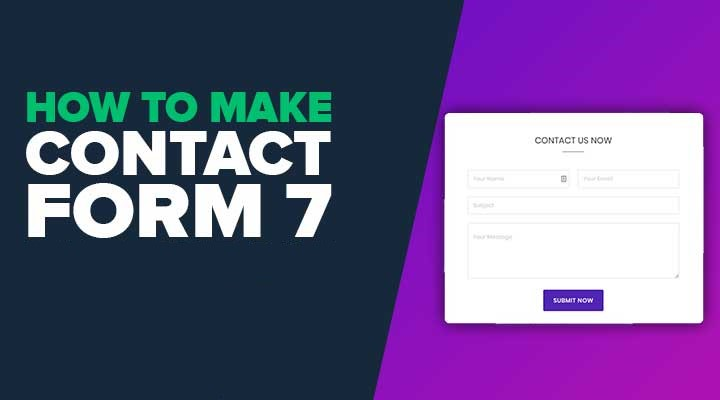 HOW TO MAKE
CONTACT
FORM 7
CONTACT US NOW
Your Name
Your Email
Subject
Your Message
SUBMIT NOW